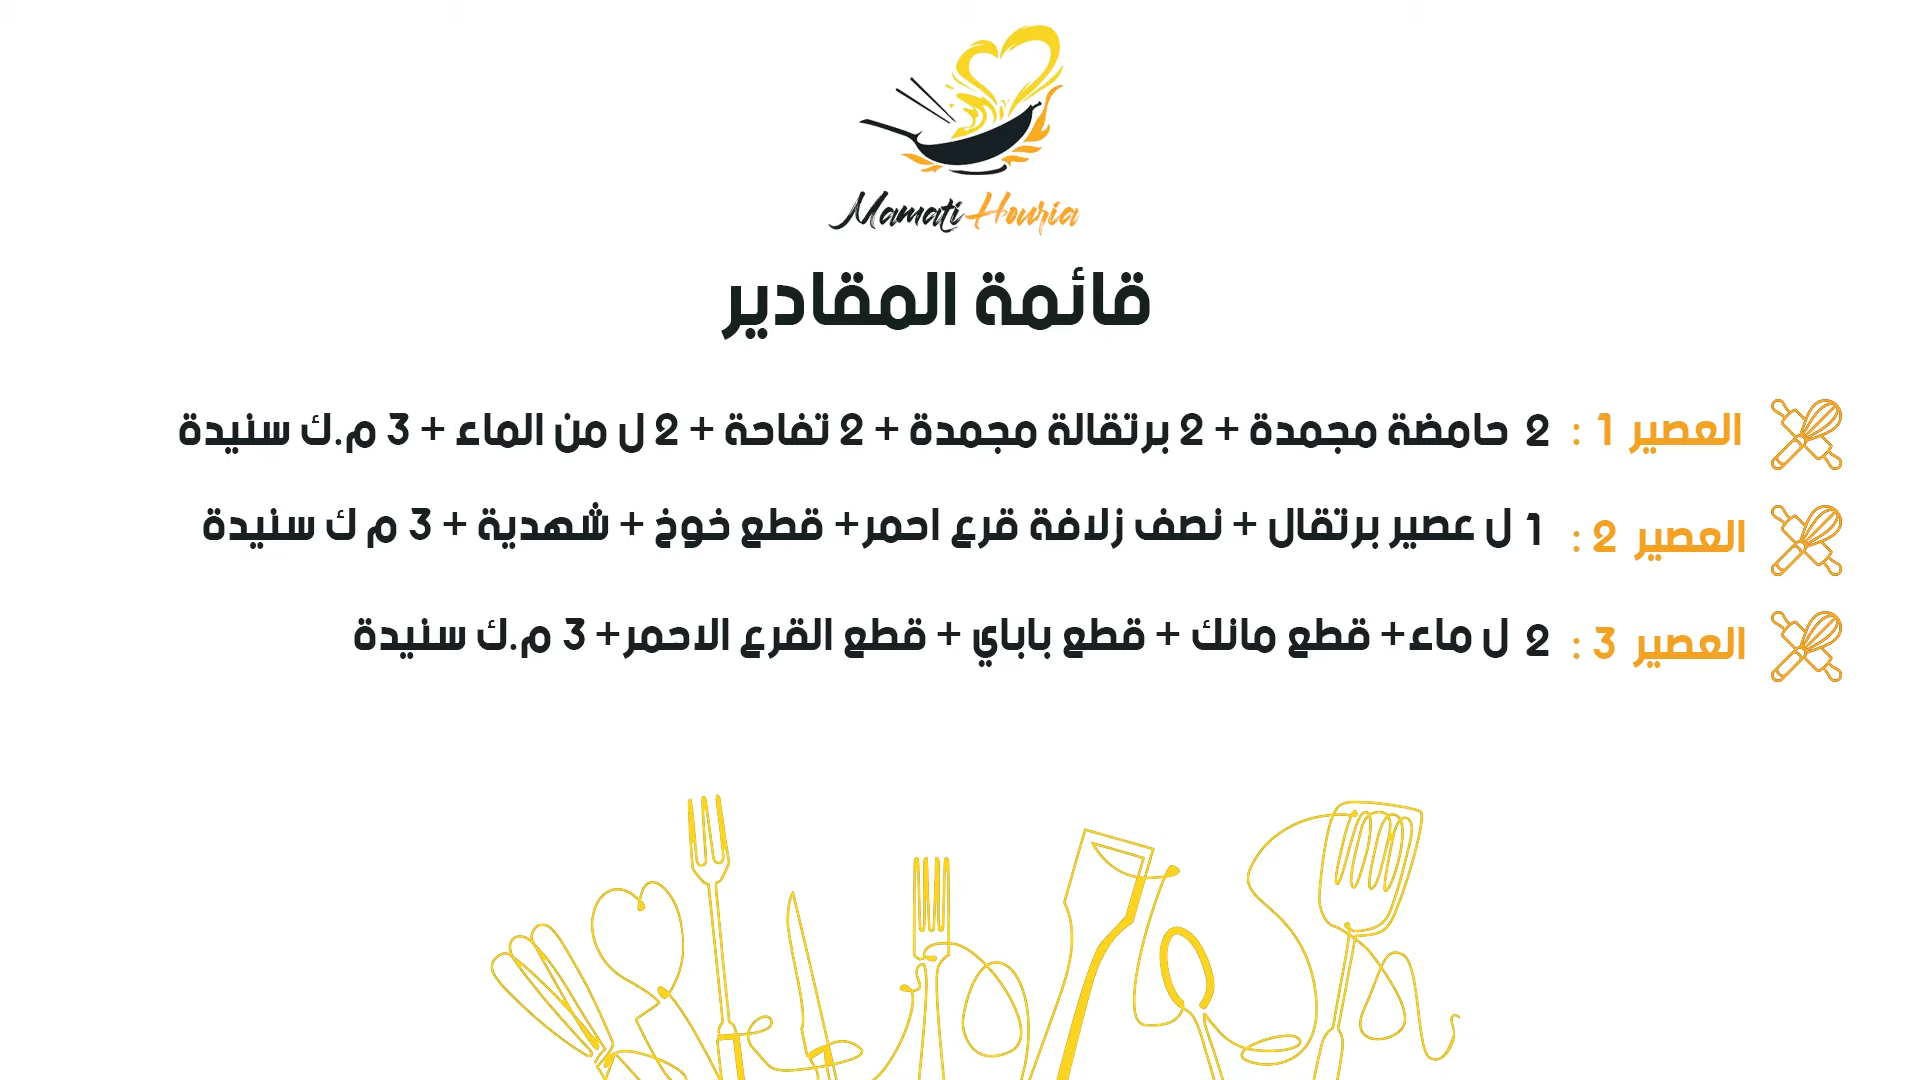 Mamati Houria
قائمة المقادير
العصير 1 : 2 حامضة مجمدة + 2 برتقالة مجمدة + 2 تفاحة + 2 ل من الماء + 3 م.ك سنيدة
العصير 2 : 1 ل عصير برتقال + نصف زلافة قرع احمر+ قطع خوخ + شهدية + 3 م ك سنيدة
العصير 3 : 2 ل ماء+ قطع مانك + قطع باباي + قطع القرع الاحمر+ 3 م.ك سنيدة